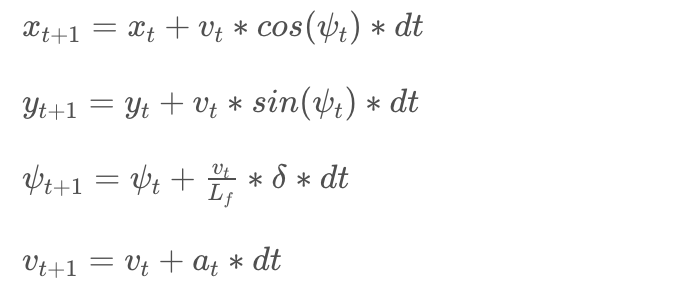 x_{t+1} = x_t + v_t * cos(ψ_t) * dt
y_{t+1} = y_t + v_t * sin(ψ_t) * dt
ψ_{t+1} = ψ_t + \frac{v_t}{L_f} * δ * dt
v_{t+1} = v_t + a_t * dt